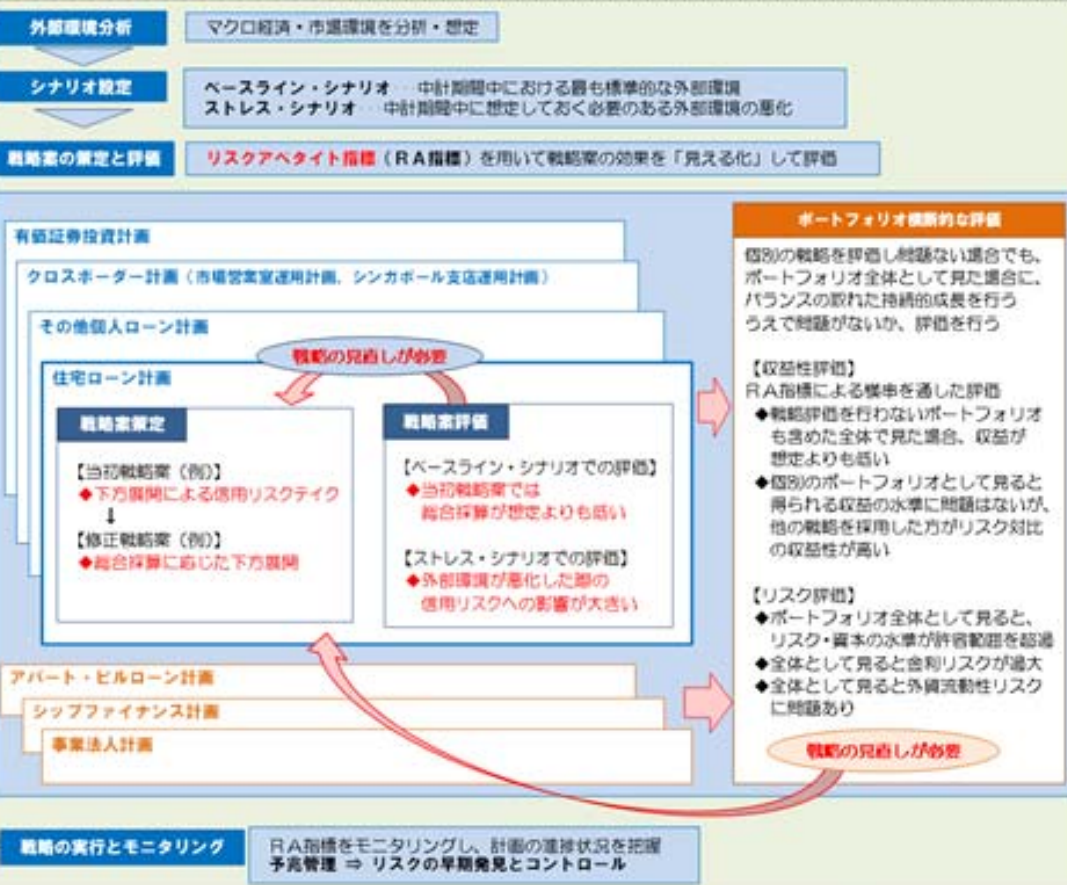 外部環境分析
マクロ経済・市場環境を分析・想定
シナリオ設定
ベースライン・シナリオ…中計期間中における最も標準的な外部環境
ストレス・シナリオ…中計期間中に想定しておく必要のある外部環境の悪化
戦略案の策定と評価
リスクアペタイト指標（ＲＡ指標）を用いて戦略案の効果を「見える化」して評価
有価証券投資計画
クロスボーダー計画（市場営業室運用計画、シンガポール支店運用計画）
その他個人ローン計画
戦略の見直しが必要
住宅ローン計画
戦略案策定
【当初戦略案（例）】
◆下方展開による信用リスクテイク
↓
【修正戦略案（例）】
◆総合採算に応じた下方展開
戦略案評価
【ベースライン・シナリオでの評価】
◆当初戦略案では
総合採算が想定よりも低い
【ストレス・シナリオでの評価】
◆外部環境が悪化した際の
信用リスクへの影響が大きい
アパート・ビルローン計画
シップファイナンス計画
事業法人計画
ポートフォリオ横断的な評価
個別の戦略を評価し問題ない場合でも、
ポートフォリオ全体として見た場合に、
バランスの取れた持続的成長を行う
うえで問題がないか、評価を行う
【収益性評価】
ＲＡ指標による横串を通した評価
◆戦略評価を行わないポートフォリオ
も含めた全体で見た場合、収益が
想定よりも低い
◆個別のポートフォリオとして見ると
得られる収益の水準に問題はないが、
他の戦略を採用した方がリスク対比
の収益性が高い
【リスク評価】
◆ポートフォリオ全体として見ると、
リスク・資本の水準が許容範囲を超過
◆全体として見ると金利リスクが過大
◆全体として見ると外貨流動性リスク
に問題あり
戦略の見直しが必要
戦略の実行とモニタリング
ＲＡ指標をモニタリングし、計画の進捗状況を把握
予兆管理 ⇒ リスクの早期発見とコントロール